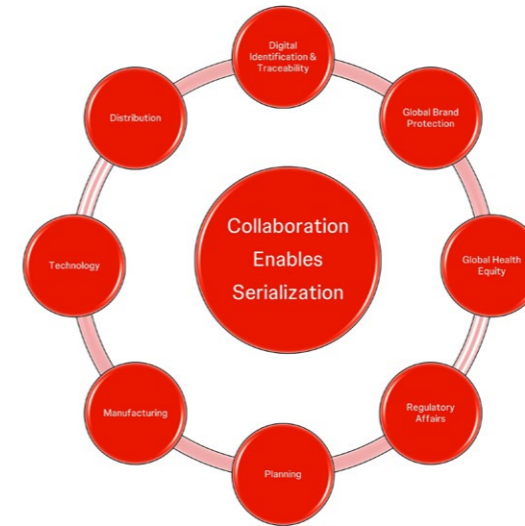 Digital
Identification &
Traceability
Global Brand
Protection
Global Health
Equity
Regulatory
Affairs
Planning
Manufacturing
Technology
Distribution
Collaboration
Enables
Serialization